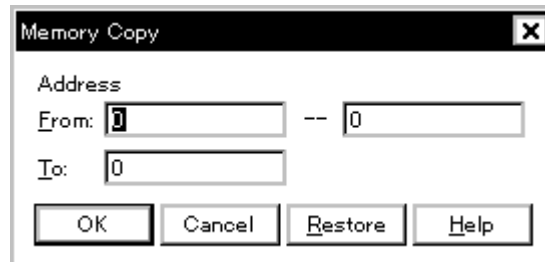 Memory Copy
Address
From: 0 -- 0
To: 0
OK Cancel Restore Help